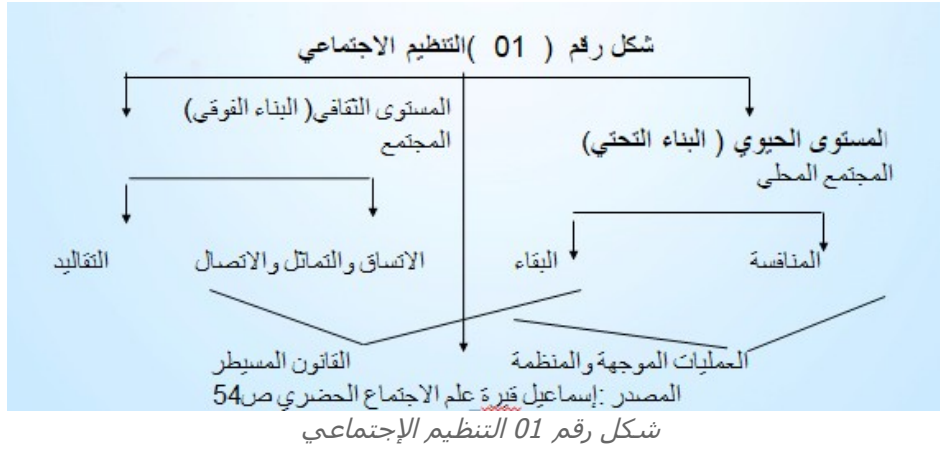 شكل رقم ( 01 )التنظيم الاجتماعي
المستوى الحيوي ( البناء التحتي)
المجتمع المحلي
المستوى الثقافي( البناء الفوقي)
المجتمع
المنافسة
البقاء
الاتساق والتماثل والاتصال
التقاليد
العمليات الموجهة والمنظمة
القانون المسيطر
المصدر :إسماعيل قيرة علم الاجتماع الحضري ص54
شكل رقم 01 التنظيم الإجتماعي